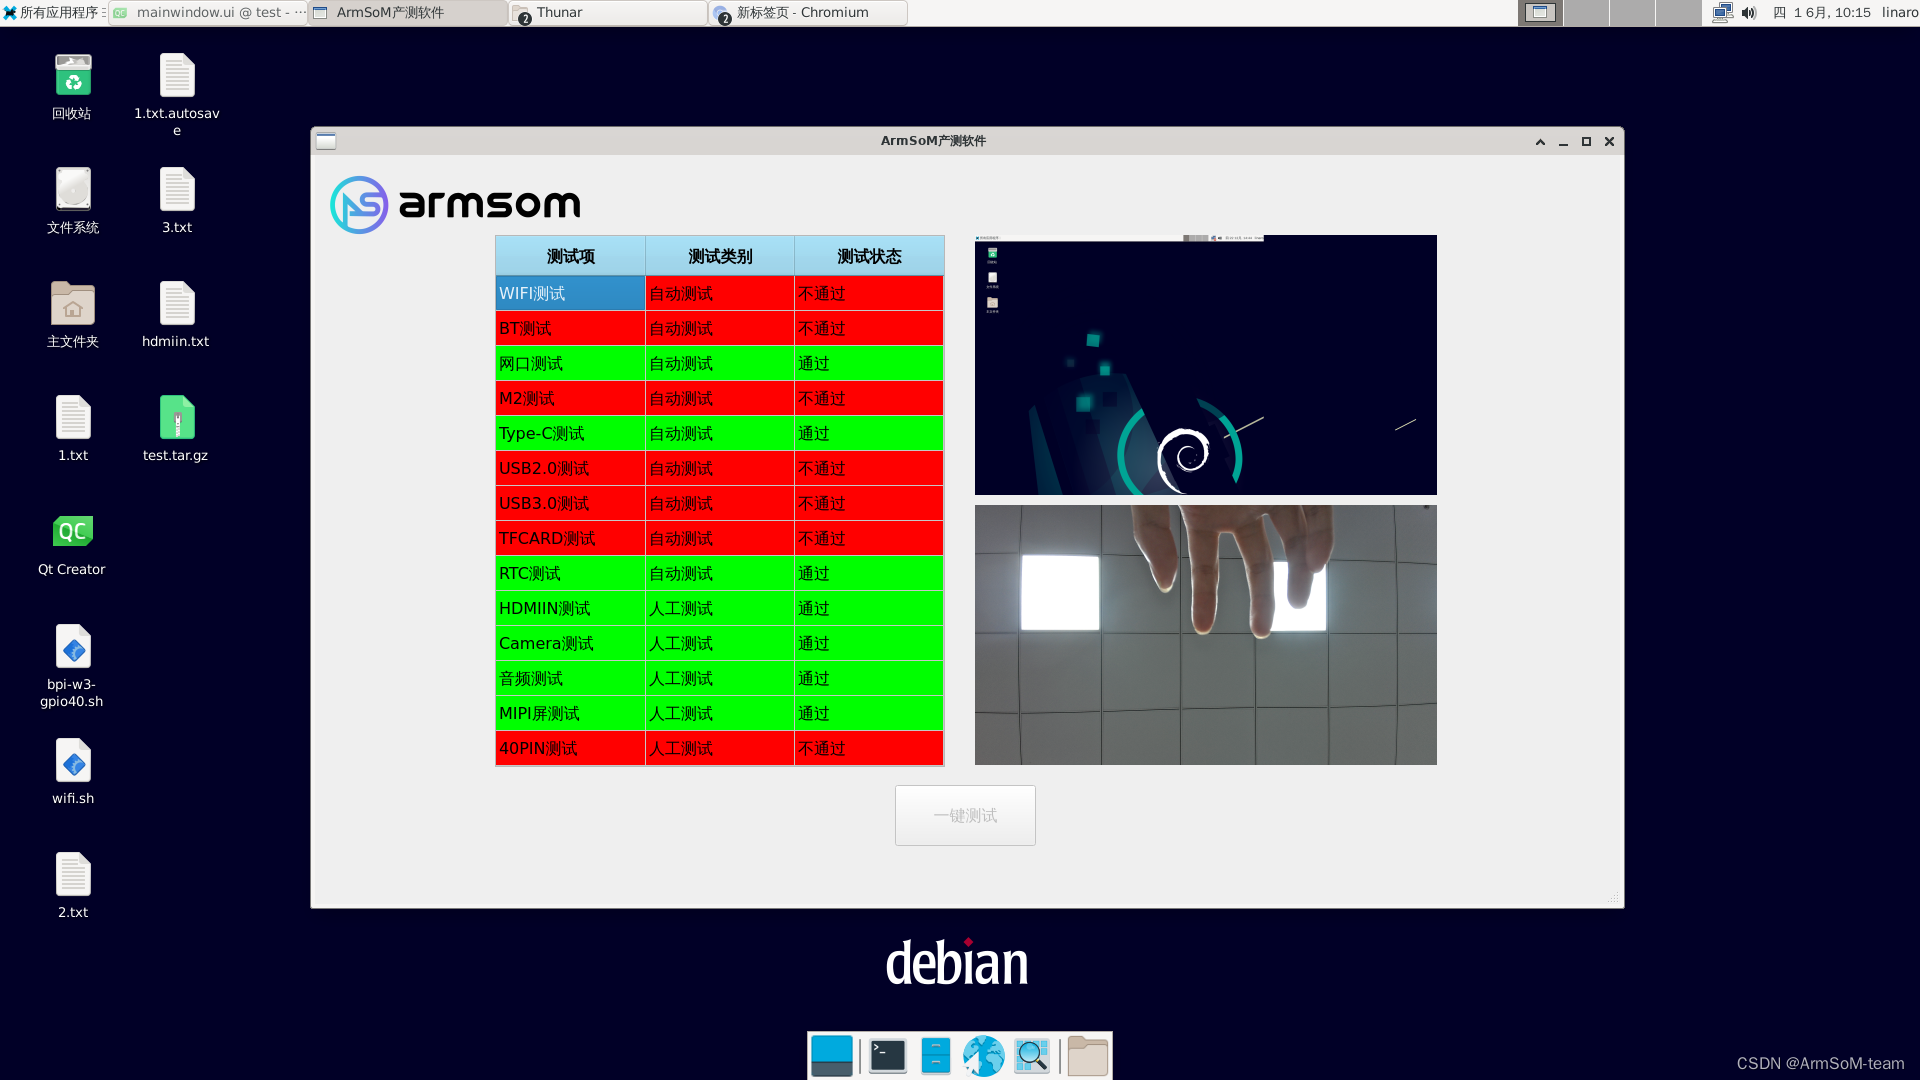 所有应用程序
mainwindow.ui @ test - ···
ArmSoM产测软件
2 Thunar
2 新标签页 - Chromium
四 1 6月, 10:15 linaro
回收站
1.txt.autosave
文件系统
3.txt
主文件夹
hdmiin.txt
1.txt
test.tar.gz
QC
Qt Creator
bpi-w3-
gpio40.sh
wifi.sh
2.txt
ArmSoM产测软件
armsom
测试项 测试类别 测试状态
WIFI测试 自动测试 不通过
BT测试 自动测试 不通过
网口测试 自动测试 通过
M2测试 自动测试 不通过
Type-C测试 自动测试 通过
USB2.0测试 自动测试 不通过
USB3.0测试 自动测试 不通过
TFCARD测试 自动测试 不通过
RTC测试 自动测试 通过
HDMIIN测试 人工测试 通过
Camera测试 人工测试 通过
音频测试 人工测试 通过
MIPI屏测试 人工测试 通过
40PIN测试 人工测试 不通过
一键测试
debian
CSDN @ArmSoM-team